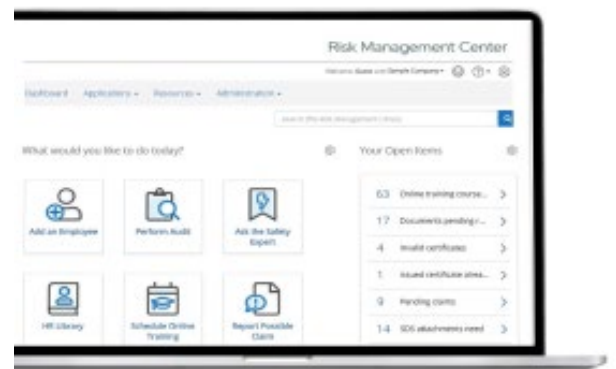 Risk Management Center
Dashboard Applications Resources Administration
What would you like to do today?
Your Open Items
Add an Employee
Perform Audit
Ask the Safety
Expert
63 Online training course...
17 Documents pending r...
4 Invalid certificates
1 Issued certificate
9 Pending claims
14 SDS attachments need
HR Library
Schedule Online
Training
Report Possible
Claim